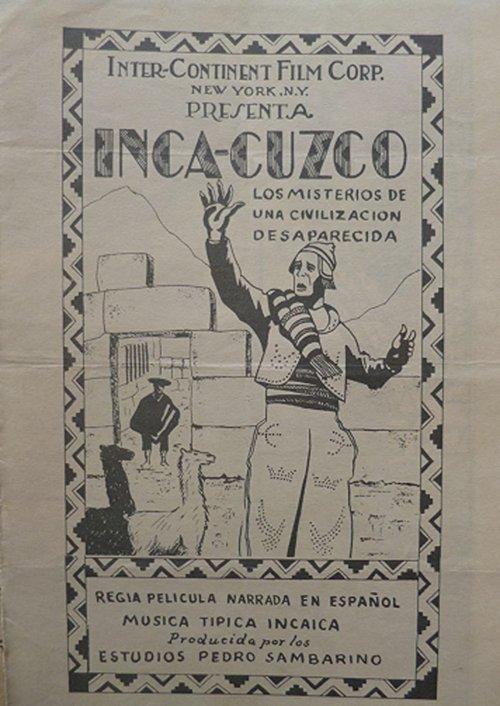 INTER-CONTINENT FILM CORP.
NEW YORK, N.Y.
PRESENTA
INCA-CUZCO
LOS MISTERIOS DE
UNA CIVILIZACION
DESAPARECIDA
REGIA PELICULA NARRADA EN ESPAÑOL
MUSICA TIPICA INCAICA
Producida por los
ESTUDIOS PEDRO SAMBARINO